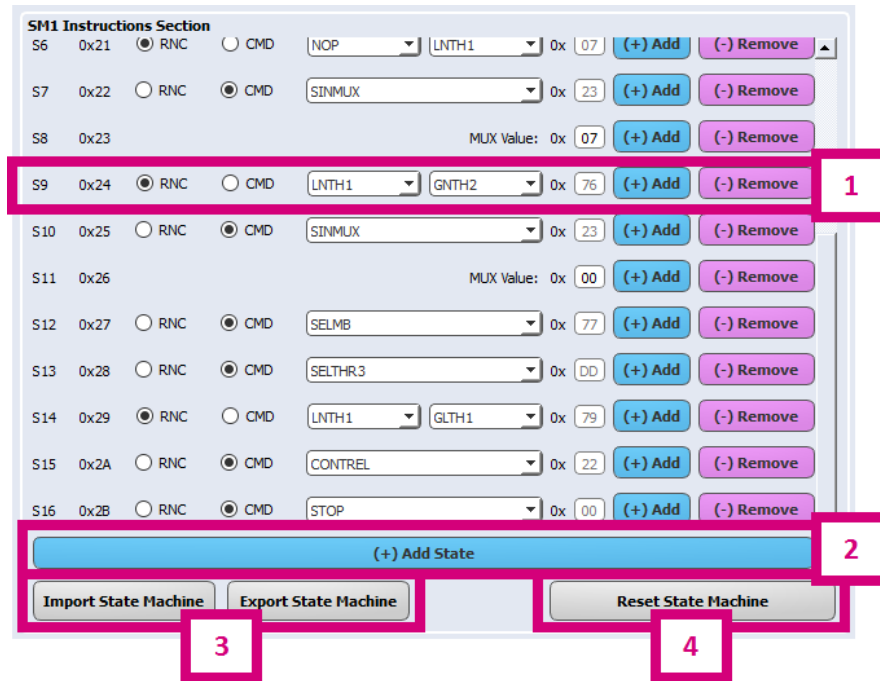 SM1 Instructions Section
S6 0x21 RNC CMD NOP LNTH1 0x 07 (+) Add (-) Remove
S7 0x22 RNC CMD SINMUX 0x 23 (+) Add (-) Remove
S8 0x23 MUX Value: 0x 07 (+) Add (-) Remove
S9 0x24 RNC CMD LNTH1 GNTH2 0x 76 (+) Add (-) Remove 1
S10 0x25 RNC CMD SINMUX 0x 23 (+) Add (-) Remove
S11 0x26 MUX Value: 0x 00 (+) Add (-) Remove
S12 0x27 RNC CMD SELMB 0x 77 (+) Add (-) Remove
S13 0x28 RNC CMD SELTHR3 0x DD (+) Add (-) Remove
S14 0x29 RNC CMD LNTH1 GLTH1 0x 79 (+) Add (-) Remove
S15 0x2A RNC CMD CONTREL 0x 22 (+) Add (-) Remove
S16 0x2B RNC CMD STOP 0x 00 (+) Add (-) Remove
(+) Add State 2
Import State Machine Export State Machine Reset State Machine
3 4